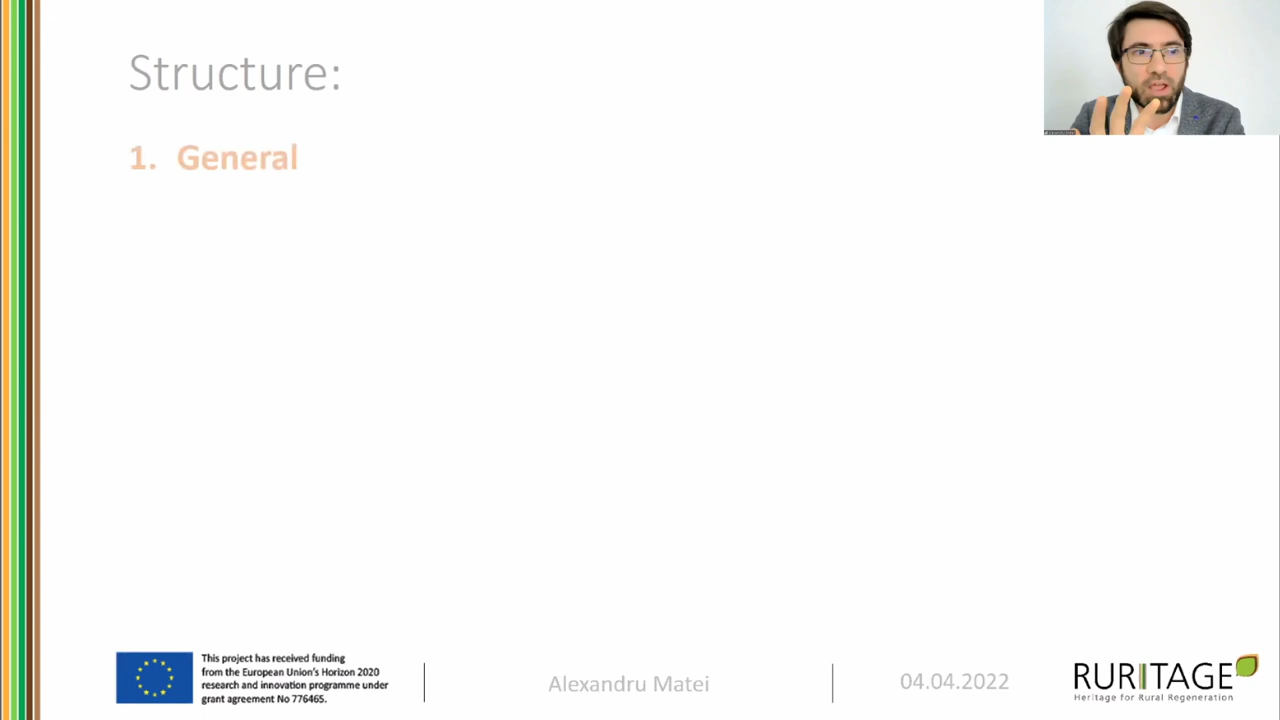 Structure:
1. General
This project has received funding
from the European Union's Horizon 2020
research and innovation programme under
grant agreement No 776465.
Alexandru Matei
04.04.2022
RURITAGE
Heritage for Rural Regeneration